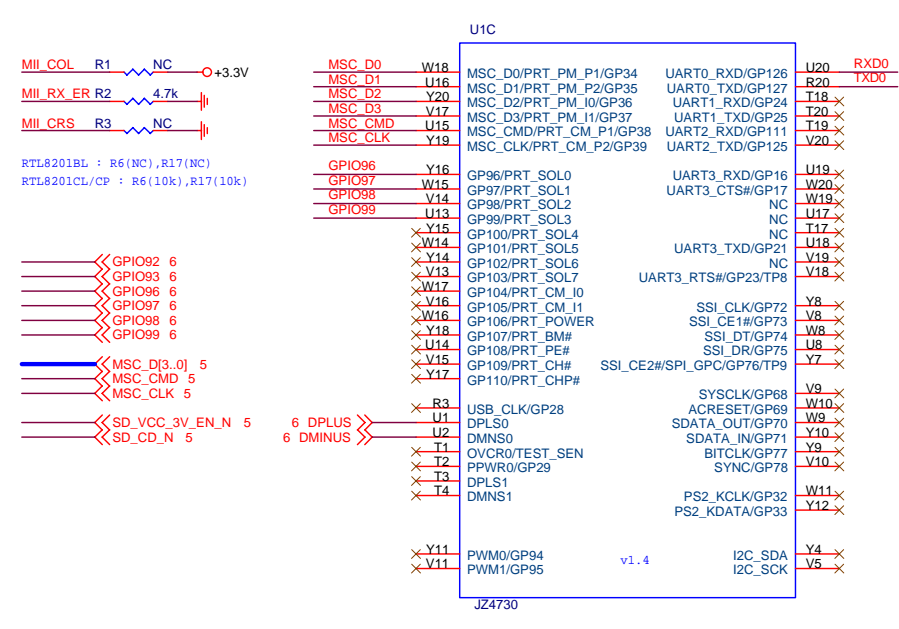 U1C
MII_COL R1 NC +3.3V
MII_RX_ER R2 4.7k
MII_CRS R3 NC
RTL8201BL : R6(NC),R17(NC)
RTL8201CL/CP : R6(10k),R17(10k)
GPIO92 6
GPIO93 6
GPIO96 6
GPIO97 6
GPIO98 6
GPIO99 6
MSC_D[3..0] 5
MSC_CMD 5
MSC_CLK 5
SD_VCC_3V_EN_N 5
SD_CD_N 5
6 DPLUS
6 DMINUS
MSC_D0 W18 MSC_D0/PRT_PM_P1/GP34
MSC_D1 U16 MSC_D1/PRT_PM_P2/GP35
MSC_D2 Y20 MSC_D2/PRT_PM_I0/GP36
MSC_D3 V17 MSC_D3/PRT_PM_I1/GP37
MSC_CMD U15 MSC_CMD/PRT_CM_P1/GP38
MSC_CLK Y19 MSC_CLK/PRT_CM_P2/GP39
GPIO96 Y16 GP96/PRT_SOL0
GPIO97 W15 GP97/PRT_SOL1
GPIO98 V14 GP98/PRT_SOL2
GPIO99 U13 GP99/PRT_SOL3
Y15 GP100/PRT_SOL4
W14 GP101/PRT_SOL5
Y14 GP102/PRT_SOL6
V13 GP103/PRT_SOL7
W17 GP104/PRT_CM_I0
V16 GP105/PRT_CM_I1
W16 GP106/PRT_POWER
Y18 GP107/PRT_BM#
U14 GP108/PRT_PE#
V15 GP109/PRT_CH#
Y17 GP110/PRT_CHP#
R3 USB_CLK/GP28
U1 DPLS0
U2 DMNS0
T1 OVCR0/TEST_SEN
T2 PPWR0/GP29
T3 DPLS1
T4 DMNS1
Y11 PWM0/GP94
V11 PWM1/GP95
UART0_RXD/GP126 U20 RXD0
UART0_TXD/GP127 R20 TXD0
UART1_RXD/GP24 T18
UART1_TXD/GP25 T20
UART2_RXD/GP111 T19
UART2_TXD/GP125 V20
UART3_RXD/GP16 U19
UART3_CTS#/GP17 W20
NC W19
NC U17
NC T17
UART3_TXD/GP21 U18
NC V19
UART3_RTS#/GP23/TP8 V18
SSI_CLK/GP72 Y8
SSI_CE1#/GP73 V8
SSI_DT/GP74 W8
SSI_DR/GP75 U8
SSI_CE2#/SPI_GPC/GP76/TP9 Y7
SYSCLK/GP68 V9
ACRESET/GP69 W10
SDATA_OUT/GP70 W9
SDATA_IN/GP71 Y10
BITCLK/GP77 Y9
SYNC/GP78 V10
PS2_KCLK/GP32 W11
PS2_KDATA/GP33 Y12
I2C_SDA Y4
I2C_SCK V5
v1.4
JZ4730